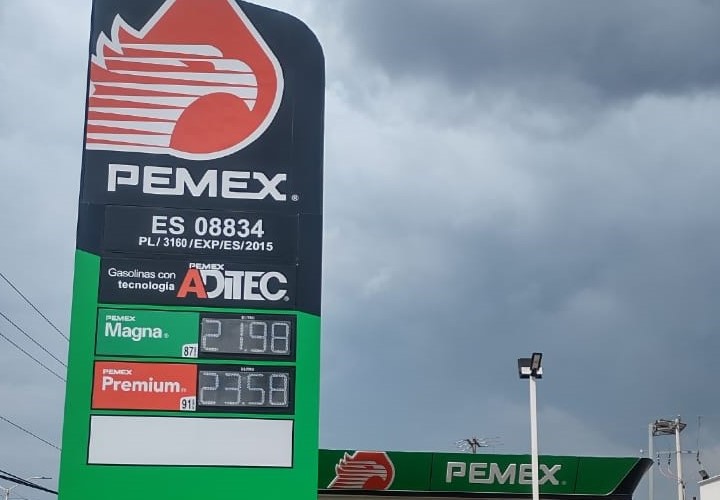 PEMEX®
ES 08834
PL/3160/EXP/ES/2015
Gasolinas con
tecnología
PEMEX
ADITEC®
PEMEX
Magna®
87
21.98
PEMEX
Premium
91
23.58
PEMEX